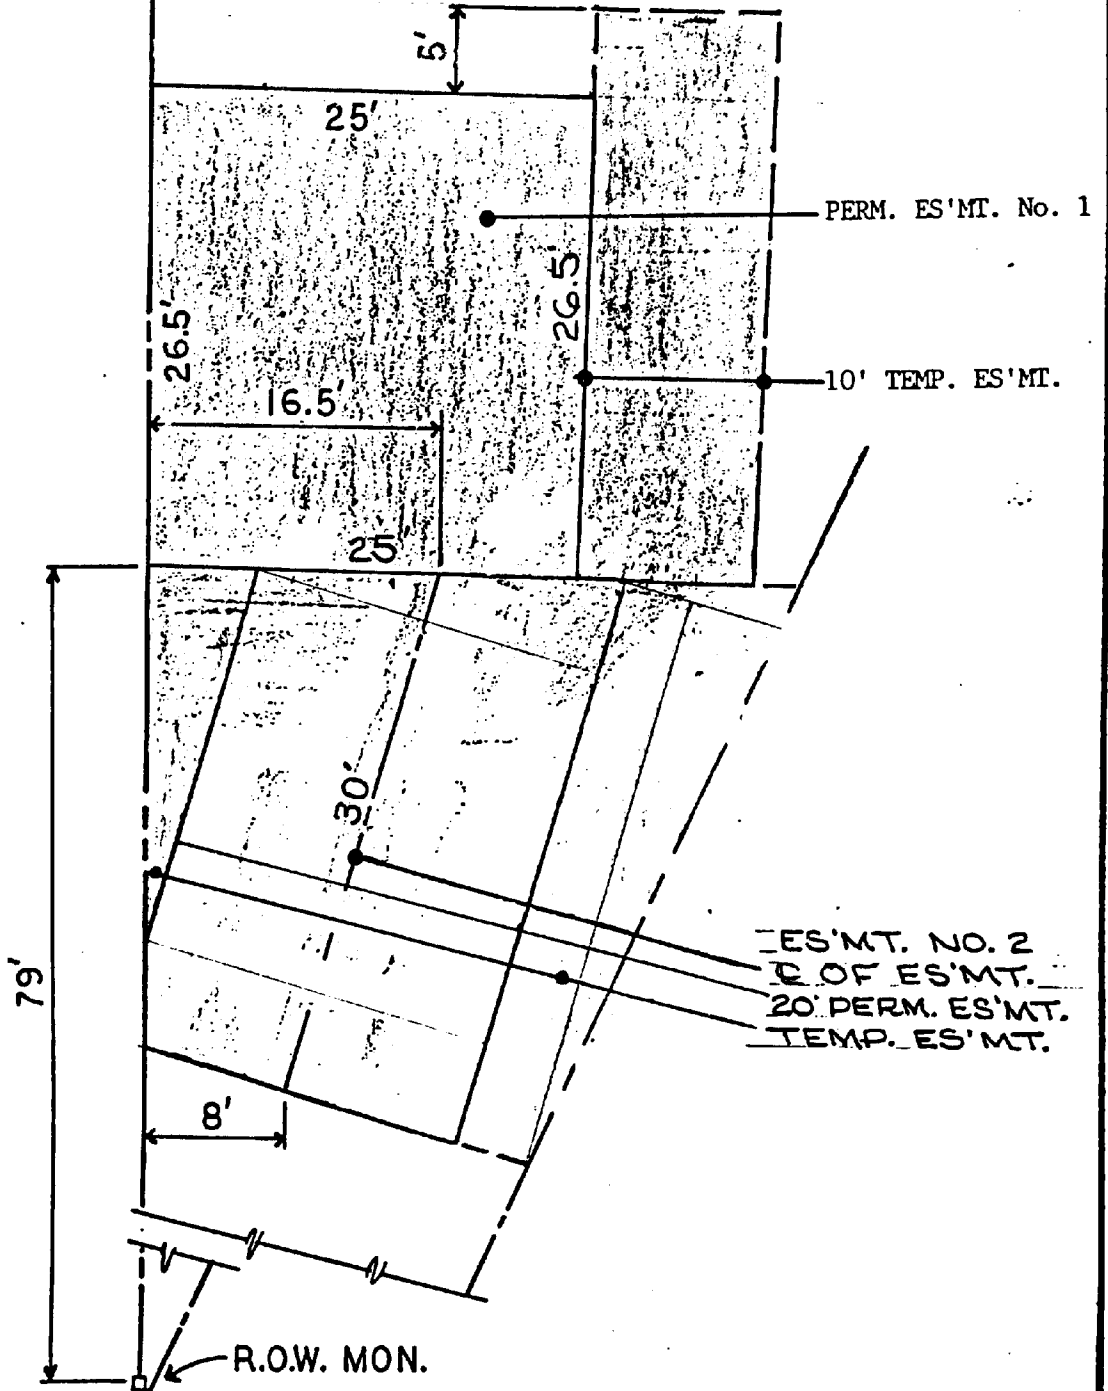 5'
25'
PERM. ES'MT. No. 1
26.5'
26.5'
10' TEMP. ES'MT.
16.5'
25'
30'
ES'MT. NO. 2
℄ OF ES'MT.
20' PERM. ES'MT.
TEMP. ES'MT.
79'
8'
R.O.W. MON.